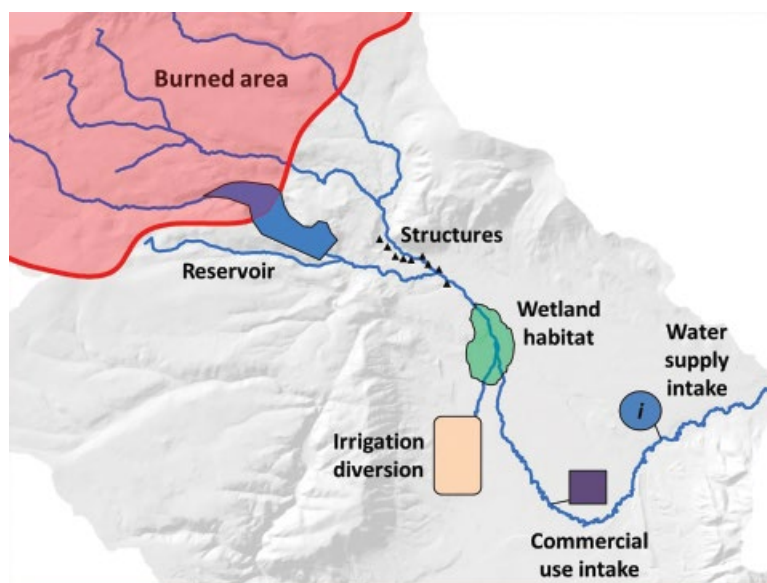 Burned area
Structures
Reservoir
Wetland
habitat
Water
supply
intake
i
Irrigation
diversion
Commercial
use intake